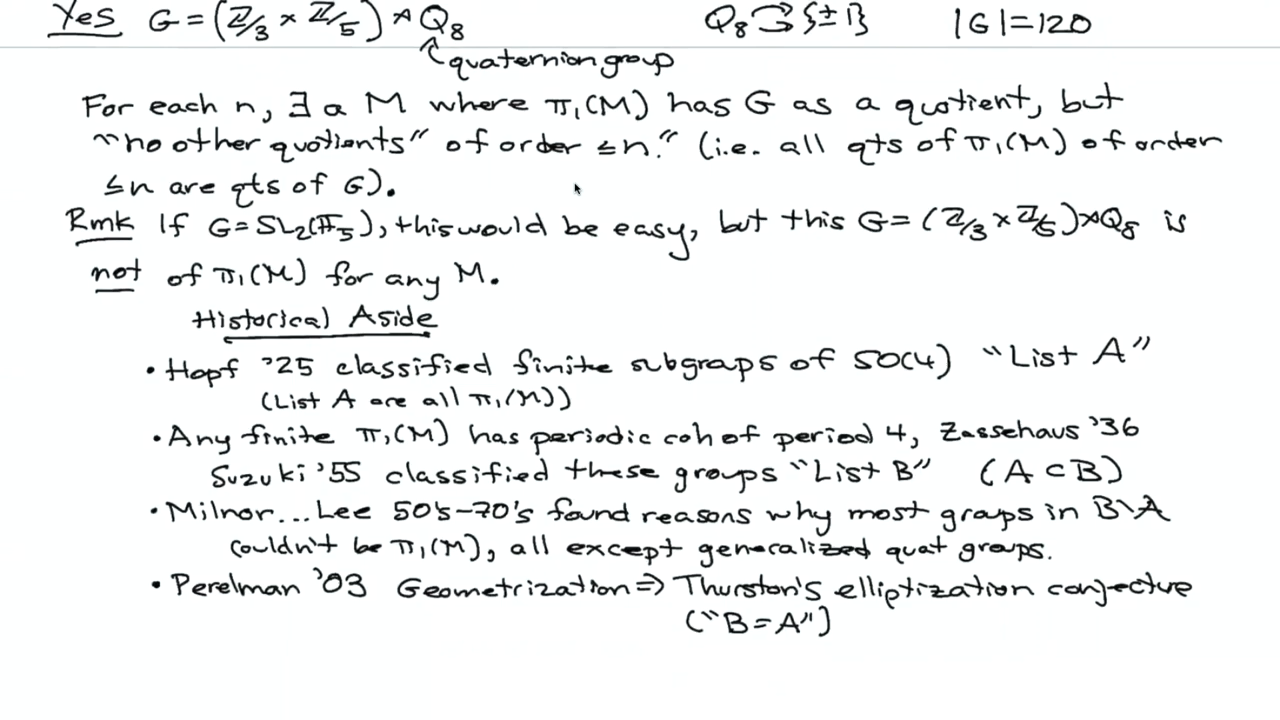 Yes G = (ℤ/3 × ℤ/5) ⋊ Q8 Q8 ⇉ {±1} |G|=120
quaternion group
For each n, ∃ a M where π1(M) has G as a quotient, but
"no other quotients" of order ≤n." (i.e. all qts of π1(M) of order
≤n are qts of G).
Rmk If G=SL2(𝔽5), this would be easy, but this G=(ℤ/3×ℤ/5)⋊Q8 is
not of π1(M) for any M.
Historical Aside
• Hopf '25 classified finite subgraps of SO(4) "List A"
(List A are all π1(M))
• Any finite π1(M) has periodic coh of period 4, Zassehaus '36
Suzuki '55 classified these groups "List B" (A⊂B)
• Milnor...Lee 50's-70's found reasons why most groups in B\A
couldn't be π1(M), all except generalized quat groups.
• Perelman '03 Geometrization ⇒ Thurston's elliptization conjective
("B=A")